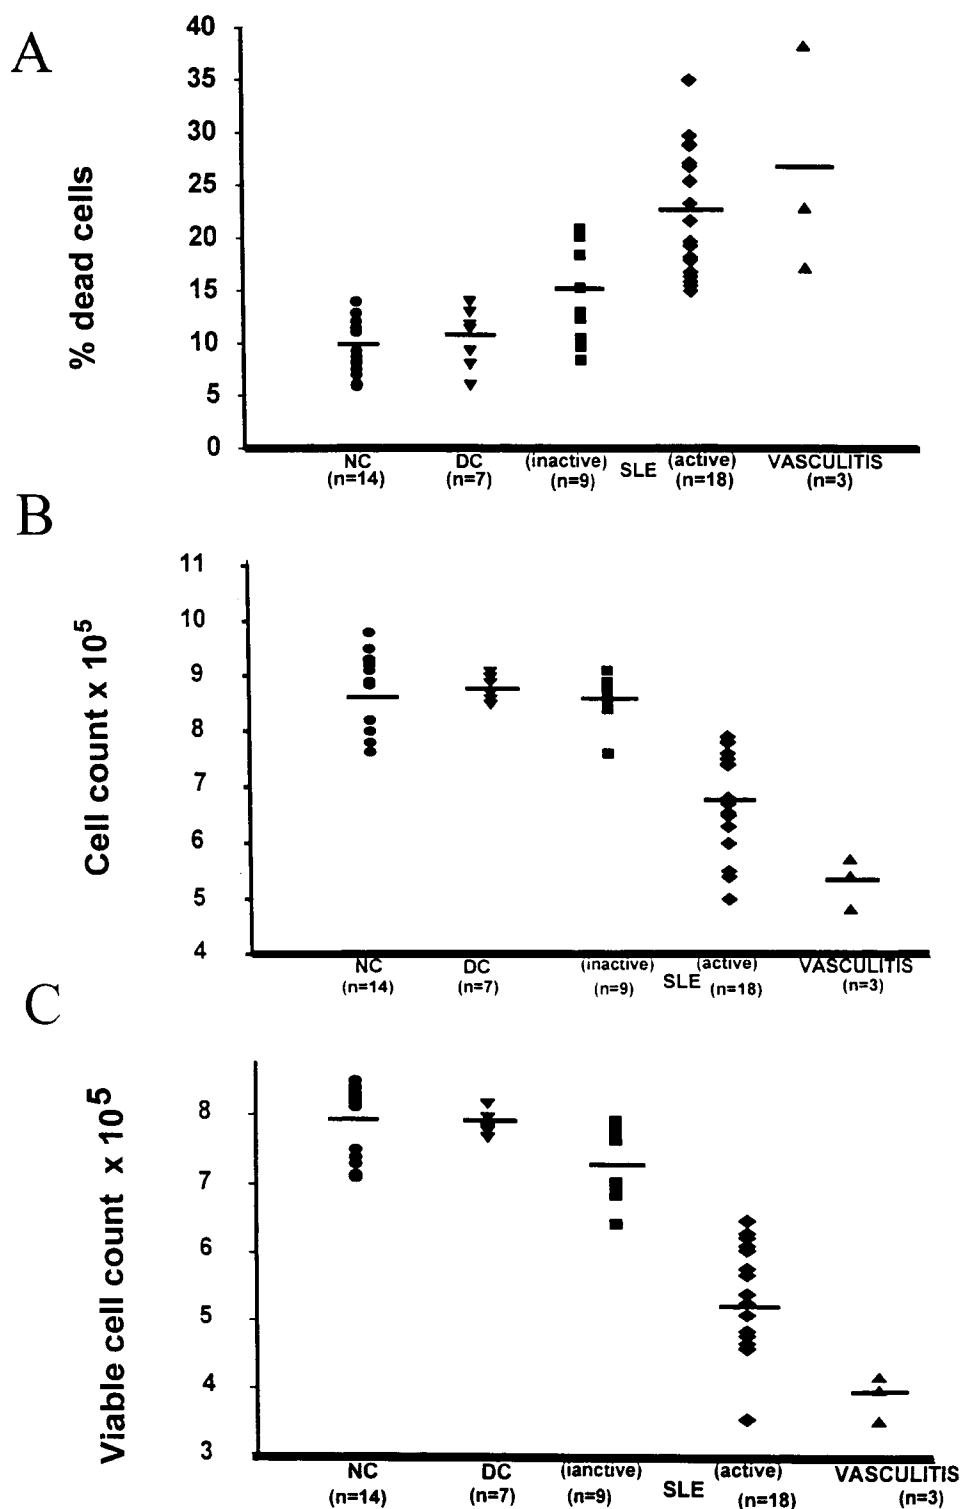 A
40
35
30
25
20
15
10
5
0
% dead cells
NC DC (inactive) SLE (active) VASCULITIS
(n=14) (n=7) (n=9) (n=18) (n=3)
B
11
10
9
8
7
6
5
4
Cell count x 10⁵
NC DC (inactive) SLE (active) VASCULITIS
(n=14) (n=7) (n=9) (n=18) (n=3)
C
8
7
6
5
4
3
Viable cell count x 10⁵
NC DC (ianctive) SLE (active) VASCULITIS
(n=14) (n=7) (n=9) (n=18) (n=3)